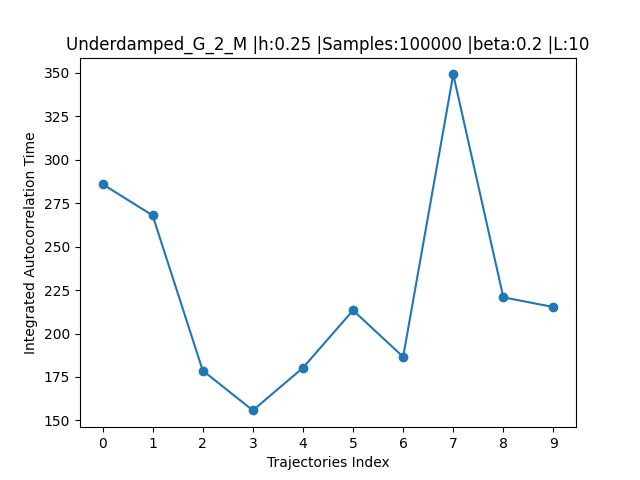 Underdamped_G_2_M |h:0.25 |Samples:100000 |beta:0.2 |L:10
Integrated Autocorrelation Time
350
325
300
275
250
225
200
175
150
0 1 2 3 4 5 6 7 8 9
Trajectories Index